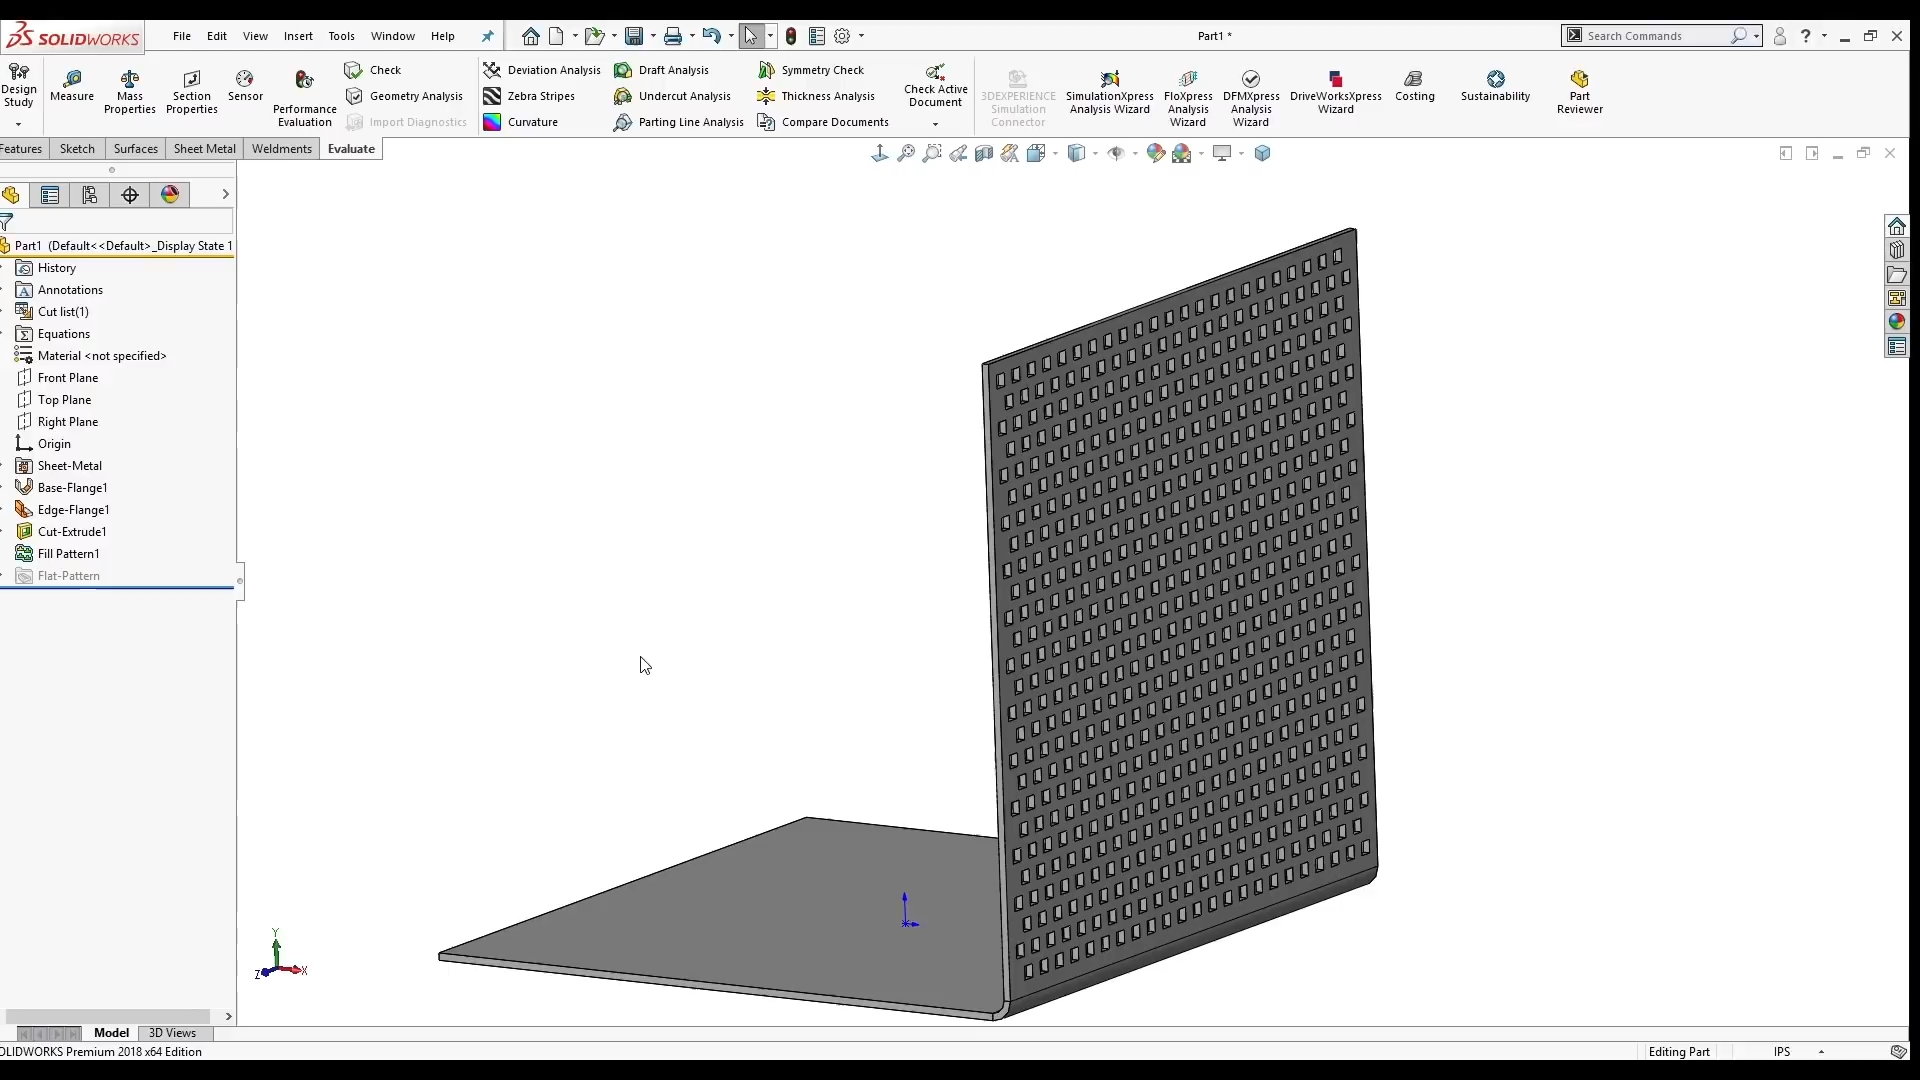 SOLIDWORKS File Edit View Insert Tools Window Help Part1 * Search Commands ?
Design Study
Measure
Mass Properties
Section Properties
Sensor
Performance Evaluation
Check
Geometry Analysis
Import Diagnostics
Deviation Analysis
Zebra Stripes
Curvature
Draft Analysis
Undercut Analysis
Parting Line Analysis
Symmetry Check
Thickness Analysis
Compare Documents
Check Active Document
3DEXPERIENCE Simulation Connector
SimulationXpress Analysis Wizard
FloXpress Analysis Wizard
DFMXpress Analysis Wizard
DriveWorksXpress Wizard
Costing
Sustainability
Part Reviewer
Features Sketch Surfaces Sheet Metal Weldments Evaluate
Part1 (Default<<Default>_Display State 1
History
Annotations
Cut list(1)
Equations
Material <not specified>
Front Plane
Top Plane
Right Plane
Origin
Sheet-Metal
Base-Flange1
Edge-Flange1
Cut-Extrude1
Fill Pattern1
Flat-Pattern
Y
Z X
Model 3D Views
OLIDWORKS Premium 2018 x64 Edition Editing Part IPS